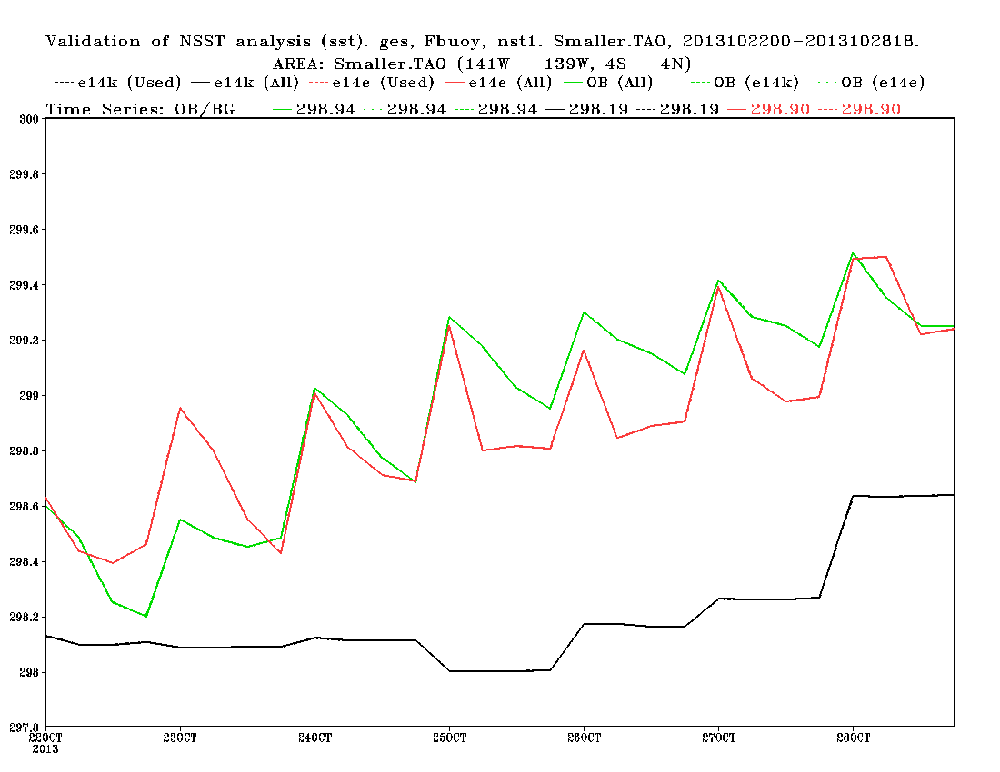 Validation of NSST analysis (sst). ges, Fbuoy, nst1. Smaller.TAO, 2013102200-2013102818.
AREA: Smaller.TAO (141W - 139W, 4S - 4N)
e14k (Used) e14k (All) e14e (Used) e14e (All) OB (All) OB (e14k) OB (e14e)
Time Series: OB/BG 298.94 298.94 298.94 298.19 298.19 298.90 298.90
300
299.8
299.6
299.4
299.2
299
298.8
298.6
298.4
298.2
298
297.8
22OCT 23OCT 24OCT 25OCT 26OCT 27OCT 28OCT
2013